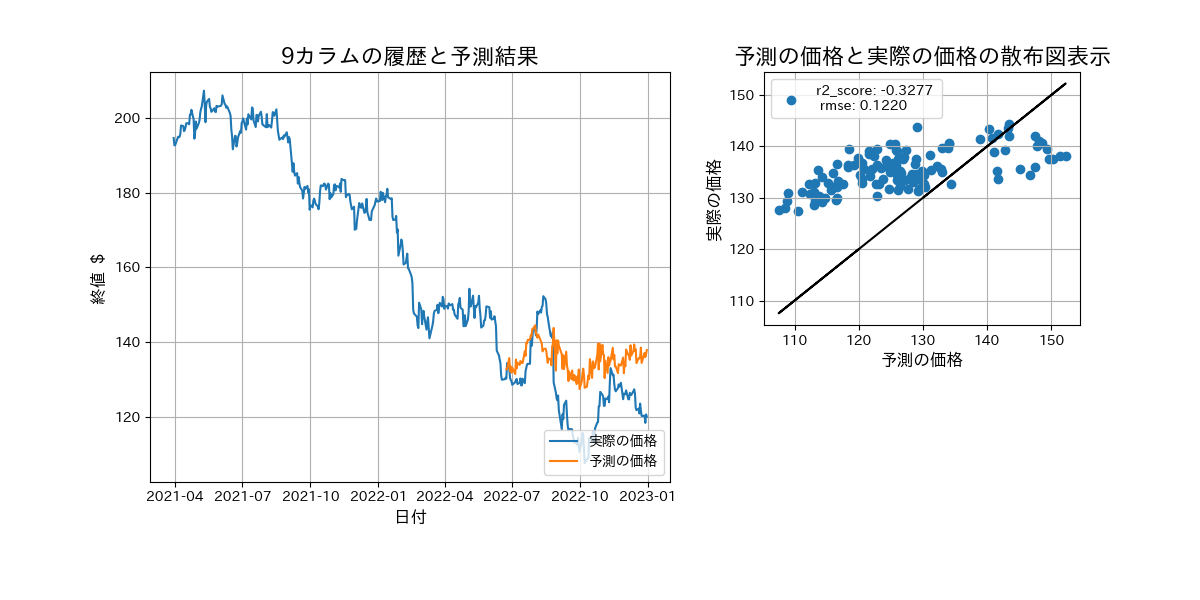 9カラムの履歴と予測結果
終値 $
200
180
160
140
120
2021-04 2021-07 2021-10 2022-01 2022-04 2022-07 2022-10 2023-01
日付
実際の価格
予測の価格
予測の価格と実際の価格の散布図表示
r2_score: -0.3277
rmse: 0.1220
実際の価格
150
140
130
120
110
110 120 130 140 150
予測の価格